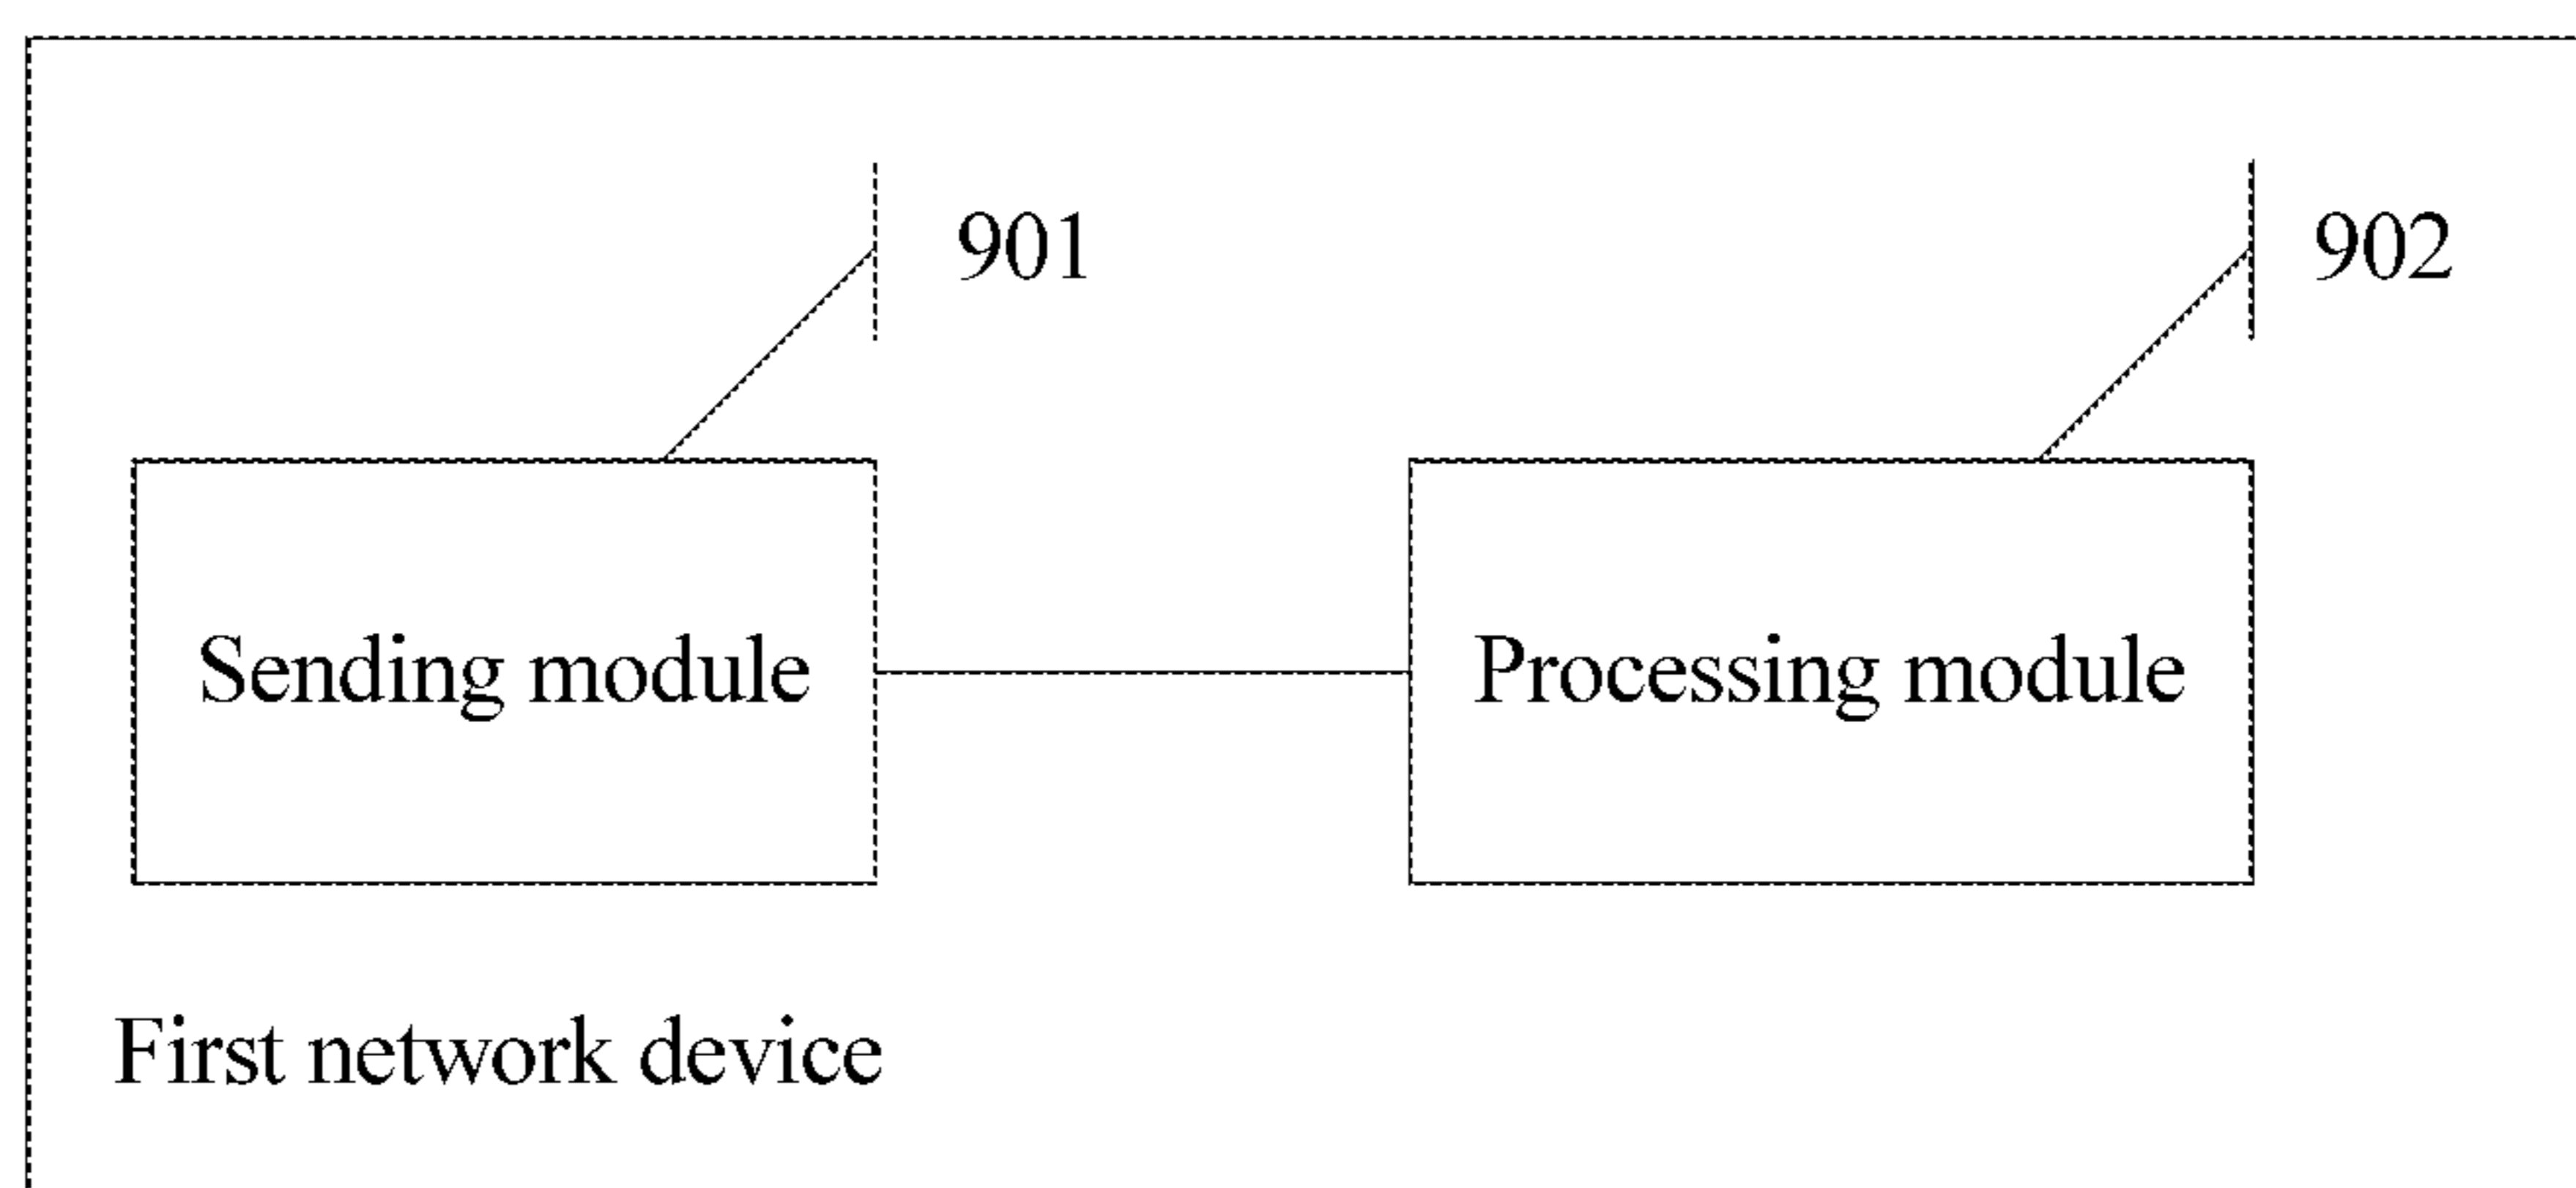 901
902
Sending module
Processing module
First network device